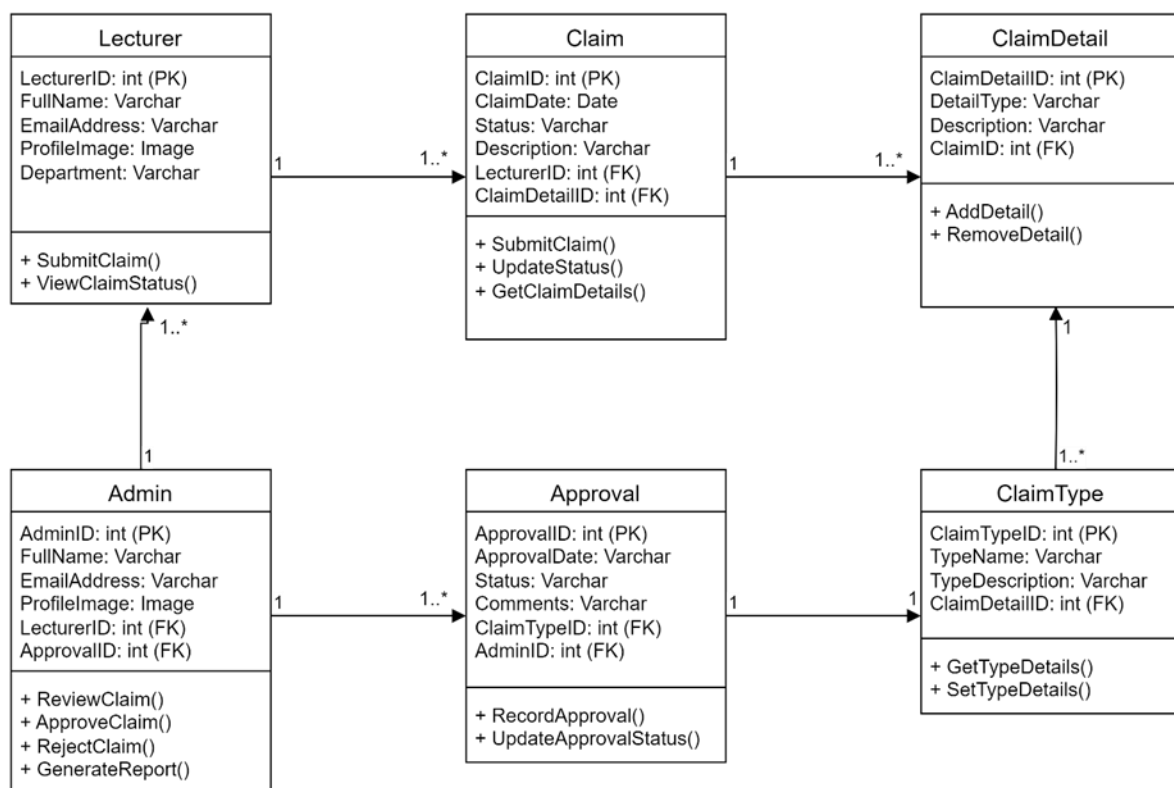 Lecturer
LecturerID: int (PK)
FullName: Varchar
EmailAddress: Varchar
ProfileImage: Image
Department: Varchar
+ SubmitClaim()
+ ViewClaimStatus()
1
1..*
Claim
ClaimID: int (PK)
ClaimDate: Date
Status: Varchar
Description: Varchar
LecturerID: int (FK)
ClaimDetailID: int (FK)
+ SubmitClaim()
+ UpdateStatus()
+ GetClaimDetails()
1
1..*
ClaimDetail
ClaimDetailID: int (PK)
DetailType: Varchar
Description: Varchar
ClaimID: int (FK)
+ AddDetail()
+ RemoveDetail()
1..*
1
1
1..*
Admin
AdminID: int (PK)
FullName: Varchar
EmailAddress: Varchar
ProfileImage: Image
LecturerID: int (FK)
ApprovalID: int (FK)
+ ReviewClaim()
+ ApproveClaim()
+ RejectClaim()
+ GenerateReport()
1
1..*
Approval
ApprovalID: int (PK)
ApprovalDate: Varchar
Status: Varchar
Comments: Varchar
ClaimTypeID: int (FK)
AdminID: int (FK)
+ RecordApproval()
+ UpdateApprovalStatus()
1
1
ClaimType
ClaimTypeID: int (PK)
TypeName: Varchar
TypeDescription: Varchar
ClaimDetailID: int (FK)
+ GetTypeDetails()
+ SetTypeDetails()